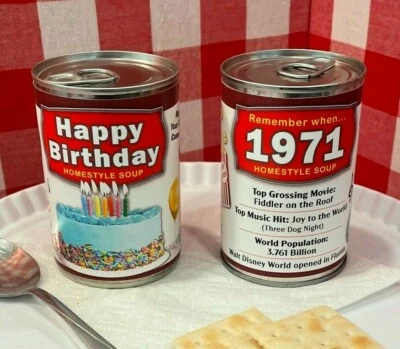 Happy
Birthday
HOMESTYLE SOUP
Remember when...
1971
HOMESTYLE SOUP
Top Grossing Movie:
Fiddler on the Roof
Top Music Hit: Joy to the World
(Three Dog Night)
World Population:
3.761 Billion
Walt Disney World opened in